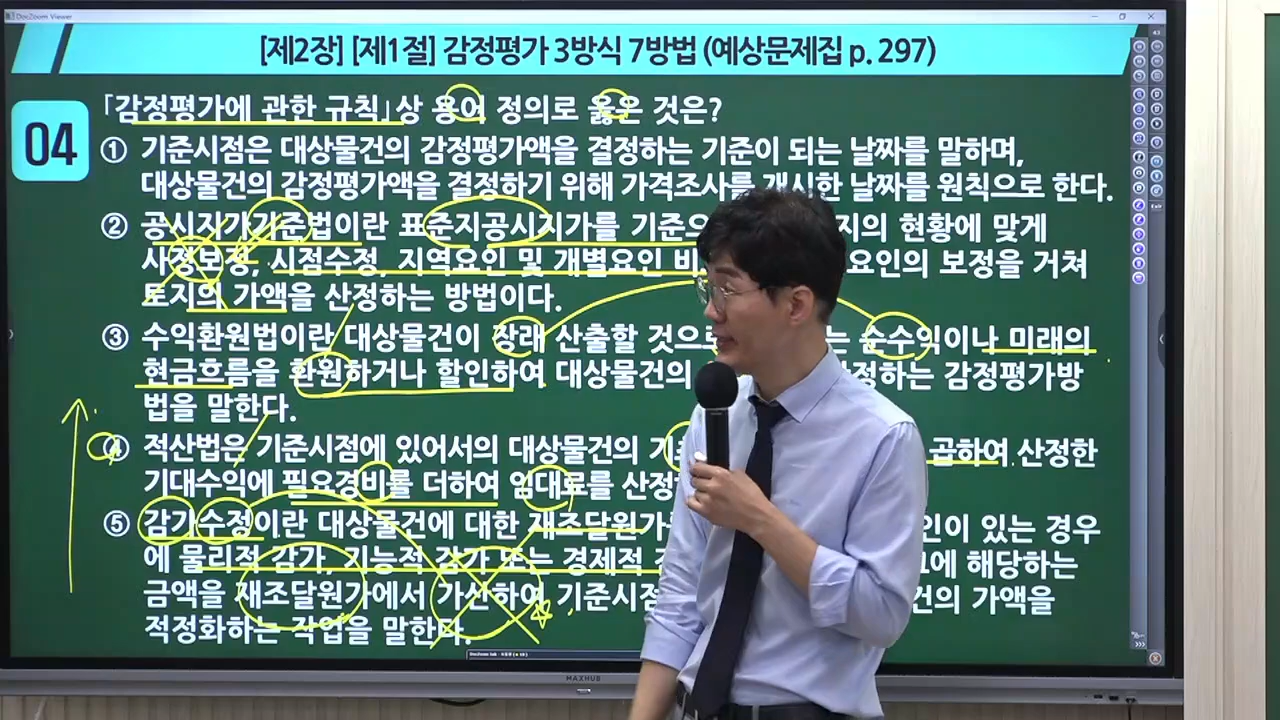 DocZoom Viewer
[제2장] [제1절] 감정평가 3방식 7방법 (예상문제집 p. 297)
04
「감정평가에 관한 규칙」상 용어 정의로 옳은 것은?
① 기준시점은 대상물건의 감정평가액을 결정하는 기준이 되는 날짜를 말하며,
대상물건의 감정평가액을 결정하기 위해 가격조사를 개시한 날짜를 원칙으로 한다.
② 공시지가기준법이란 표준지공시지가를 기준으 지의 현황에 맞게
사정보정, 시점수정, 지역요인 및 개별요인 비 요인의 보정을 거쳐
토지의 가액을 산정하는 방법이다.
③ 수익환원법이란 대상물건이 장래 산출할 것으로 는 순수익이나 미래의
현금흐름을 환원하거나 할인하여 대상물건의 정하는 감정평가방
법을 말한다.
④ 적산법은 기준시점에 있어서의 대상물건의 기초 곱하여 산정한
기대수익에 필요경비를 더하여 임대료를 산정
⑤ 감가수정이란 대상물건에 대한 재조달원가 인이 있는 경우
에 물리적 감가, 기능적 감가 또는 경제적 에 해당하는
금액을 재조달원가에서 가산하여 기준시점 건의 가액을
적정화하는 작업을 말한다.
MAXHUB